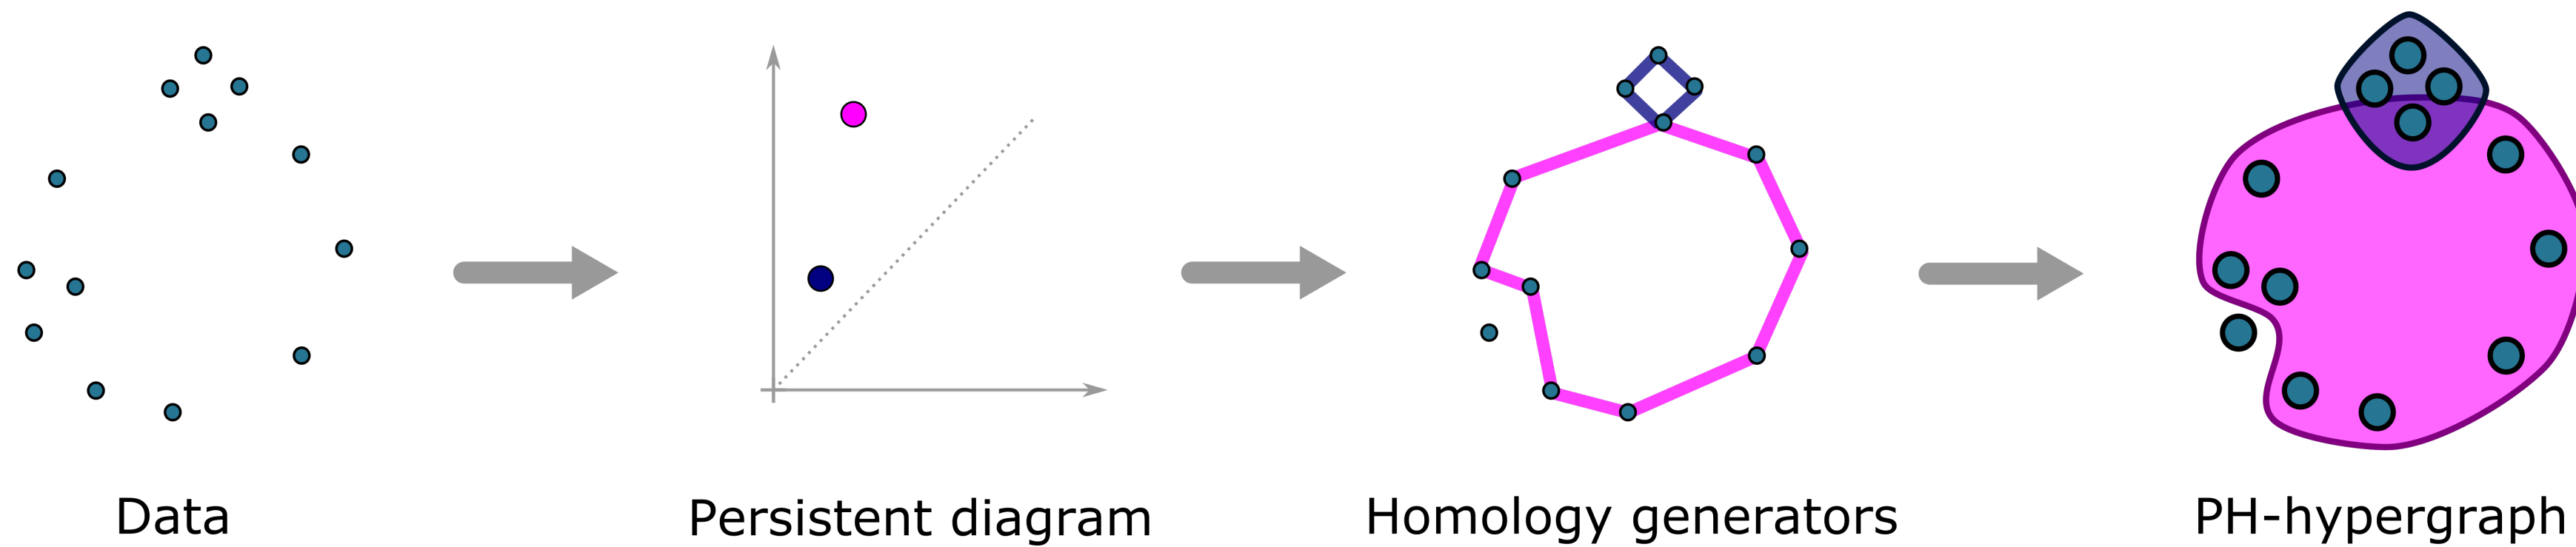 Data
Persistent diagram
Homology generators
PH-hypergraph